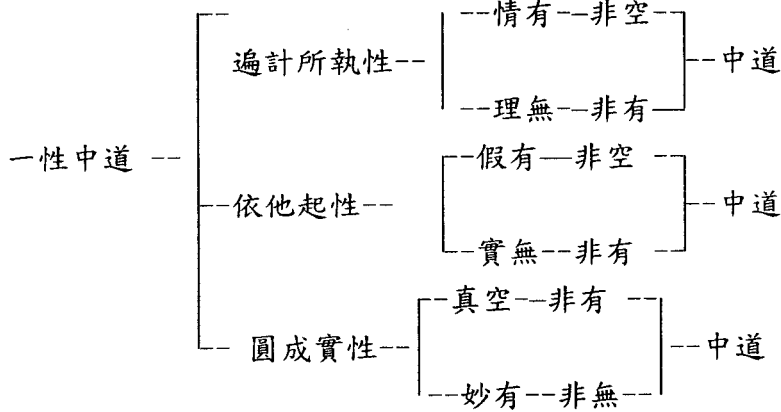 情有 非空
遍計所執性 中道
理無 非有
一性中道 假有 非空
依他起性 中道
實無 非有
真空 非有
圓成實性 中道
妙有 非無